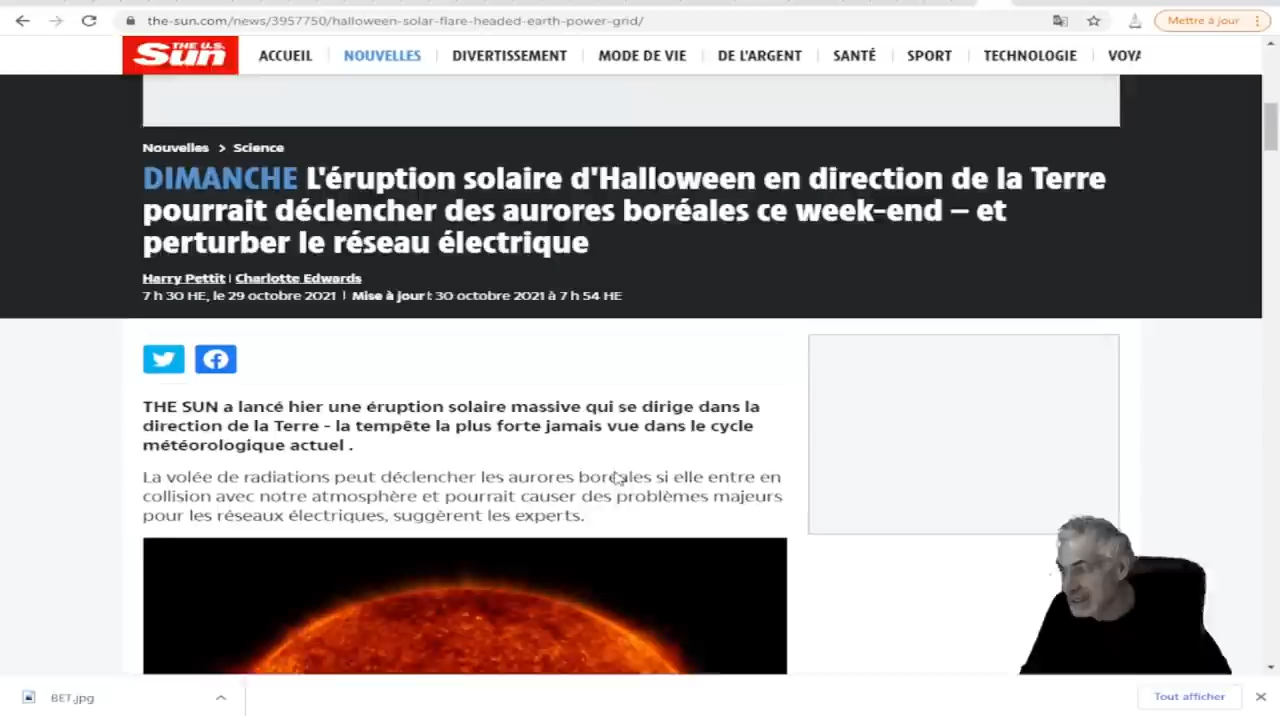 the-sun.com/news/3957750/halloween-solar-flare-headed-earth-power-grid/
Mettre à jour
THE U.S.
Sun
ACCUEIL NOUVELLES DIVERTISSEMENT MODE DE VIE DE L'ARGENT SANTÉ SPORT TECHNOLOGIE VOYA
Nouvelles > Science
DIMANCHE L'éruption solaire d'Halloween en direction de la Terre
pourrait déclencher des aurores boréales ce week-end – et
perturber le réseau électrique
Harry Pettit | Charlotte Edwards
7 h 30 HE, le 29 octobre 2021 | Mise à jour : 30 octobre 2021 à 7 h 54 HE
THE SUN a lancé hier une éruption solaire massive qui se dirige dans la
direction de la Terre - la tempête la plus forte jamais vue dans le cycle
météorologique actuel .
La volée de radiations peut déclencher les aurores boréales si elle entre en
collision avec notre atmosphère et pourrait causer des problèmes majeurs
pour les réseaux électriques, suggèrent les experts.
BET.jpg
Tout afficher